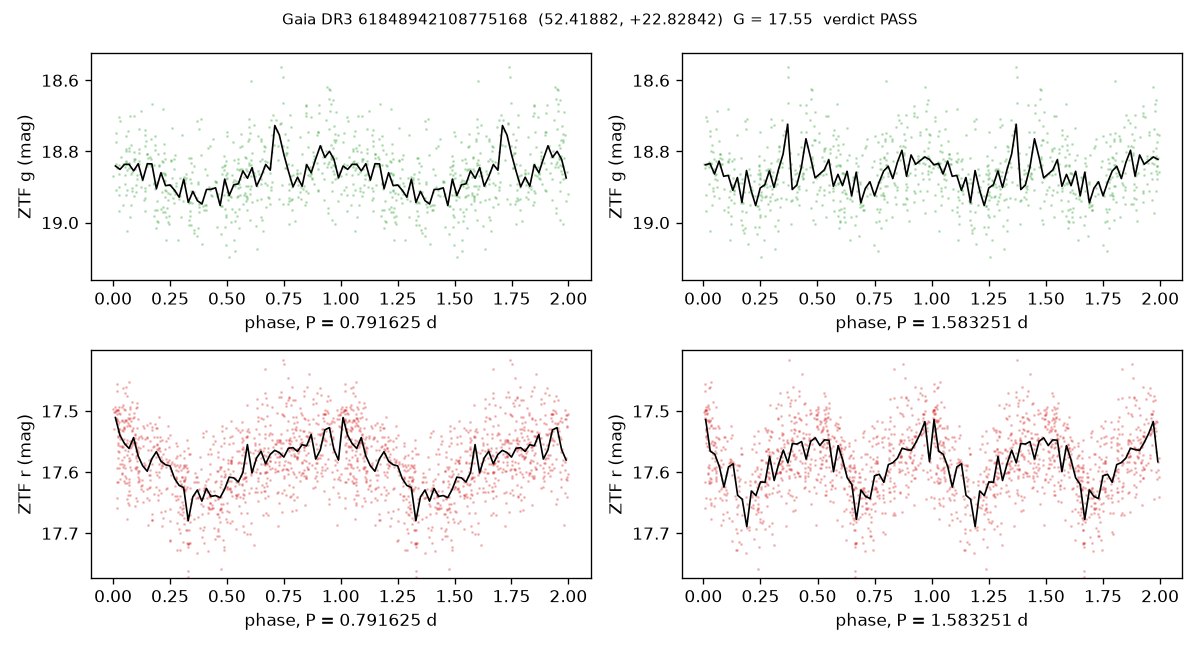 Gaia DR3 61848942108775168 (52.41882, +22.82842) G = 17.55 verdict PASS
ZTF g (mag)
18.6
18.8
19.0
0.00 0.25 0.50 0.75 1.00 1.25 1.50 1.75 2.00
phase, P = 0.791625 d
ZTF g (mag)
18.6
18.8
19.0
0.00 0.25 0.50 0.75 1.00 1.25 1.50 1.75 2.00
phase, P = 1.583251 d
ZTF r (mag)
17.5
17.6
17.7
0.00 0.25 0.50 0.75 1.00 1.25 1.50 1.75 2.00
phase, P = 0.791625 d
ZTF r (mag)
17.5
17.6
17.7
0.00 0.25 0.50 0.75 1.00 1.25 1.50 1.75 2.00
phase, P = 1.583251 d